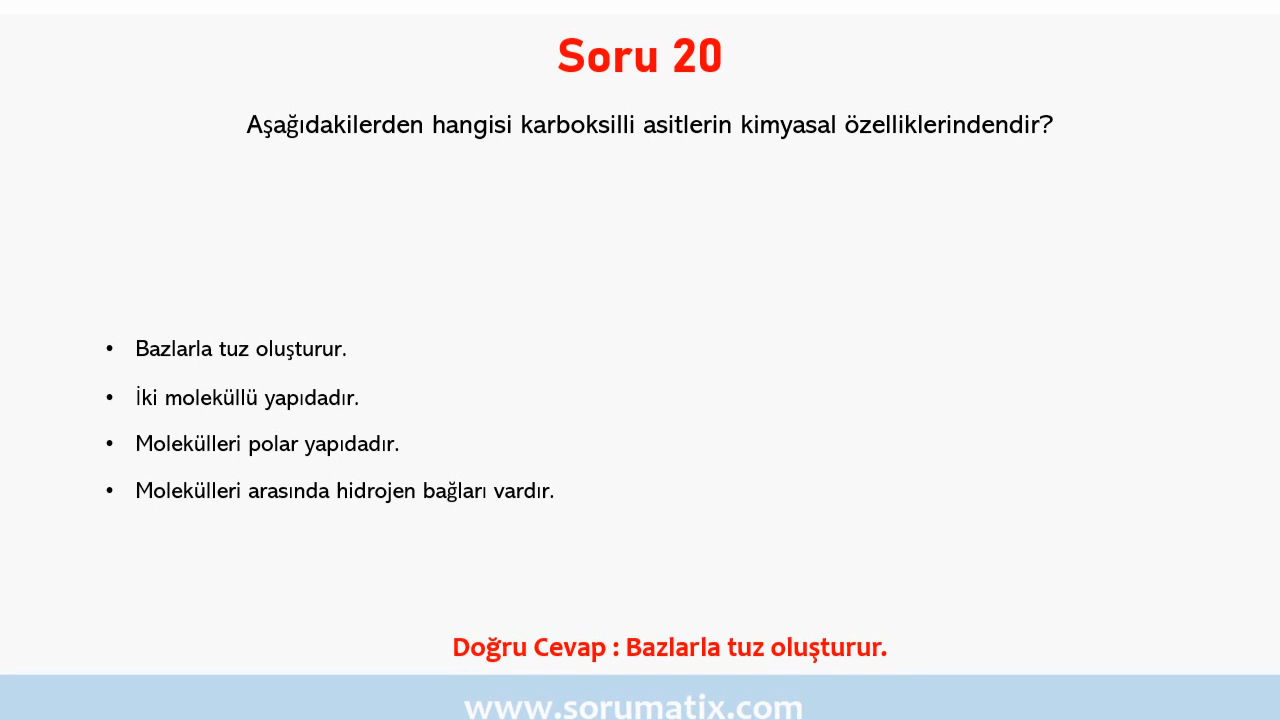 Soru 20
Aşağıdakilerden hangisi karboksilli asitlerin kimyasal özelliklerindendir?
• Bazlarla tuz oluşturur.
• İki moleküllü yapıdadır.
• Molekülleri polar yapıdadır.
• Molekülleri arasında hidrojen bağları vardır.
Doğru Cevap : Bazlarla tuz oluşturur.
www.sorumatix.com